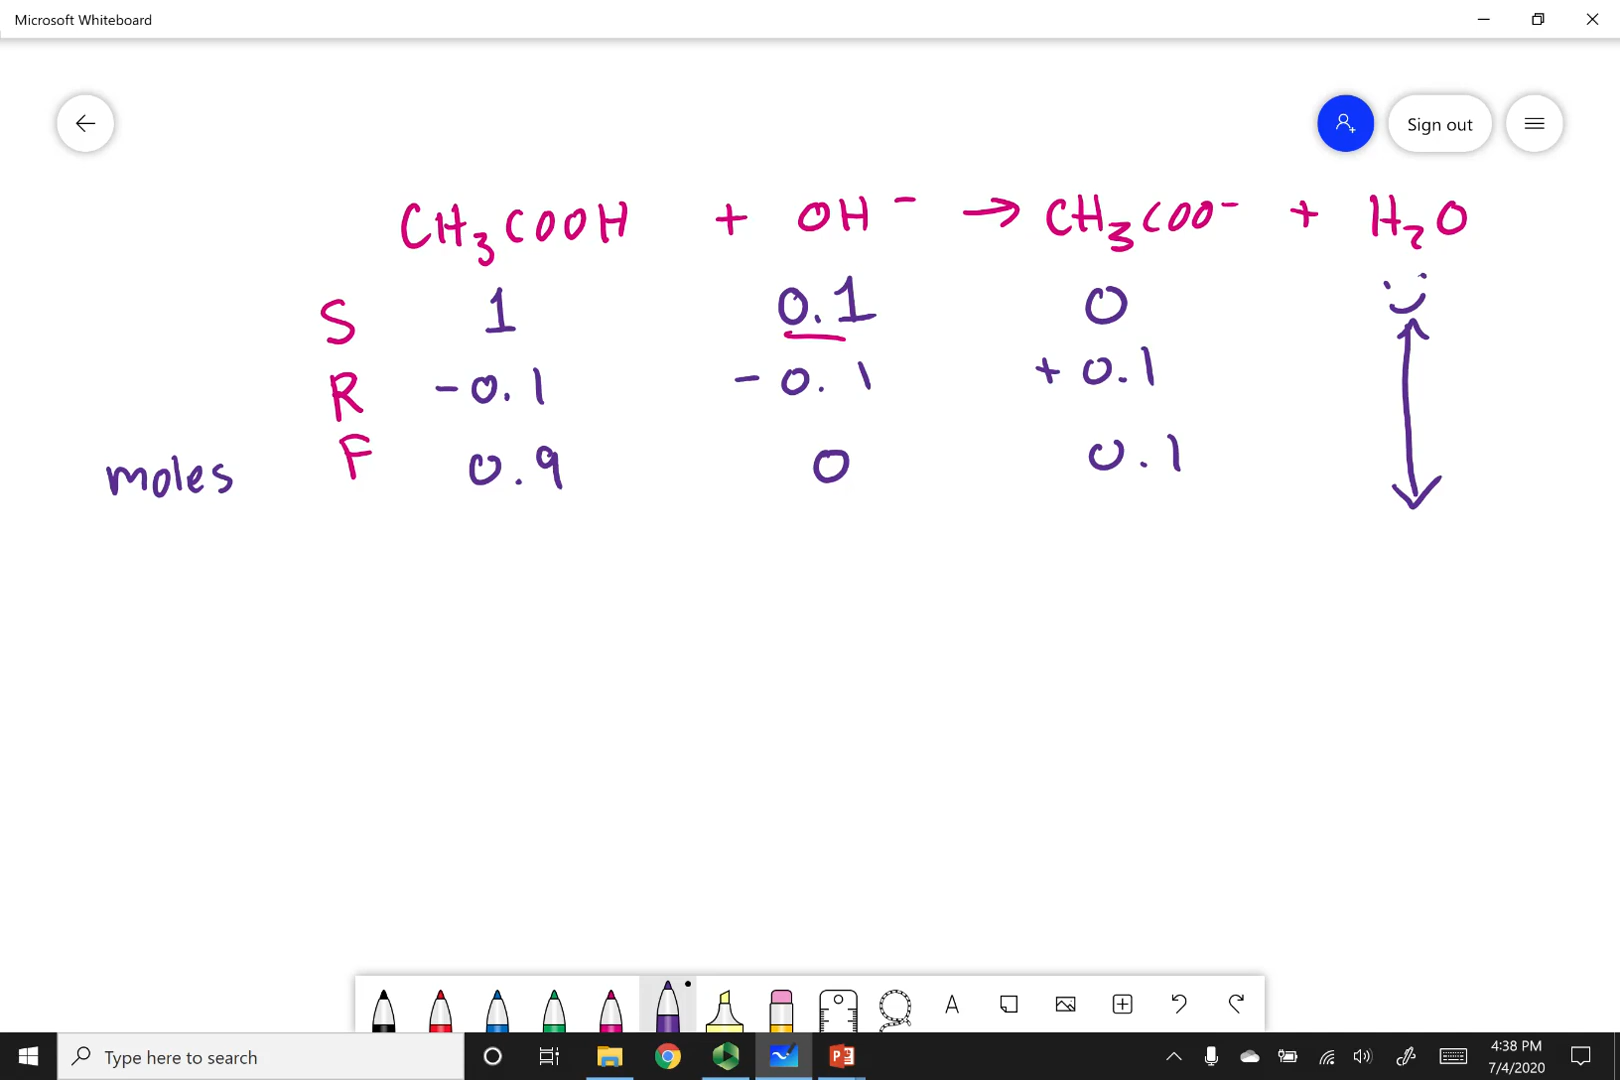 Microsoft Whiteboard
Sign out
CH₃COOH + OH⁻ → CH₃COO⁻ + H₂O
S 1 0.1 0
R - 0.1 - 0.1 + 0.1
moles F 0.9 0 0.1
A
Type here to search
4:38 PM
7/4/2020